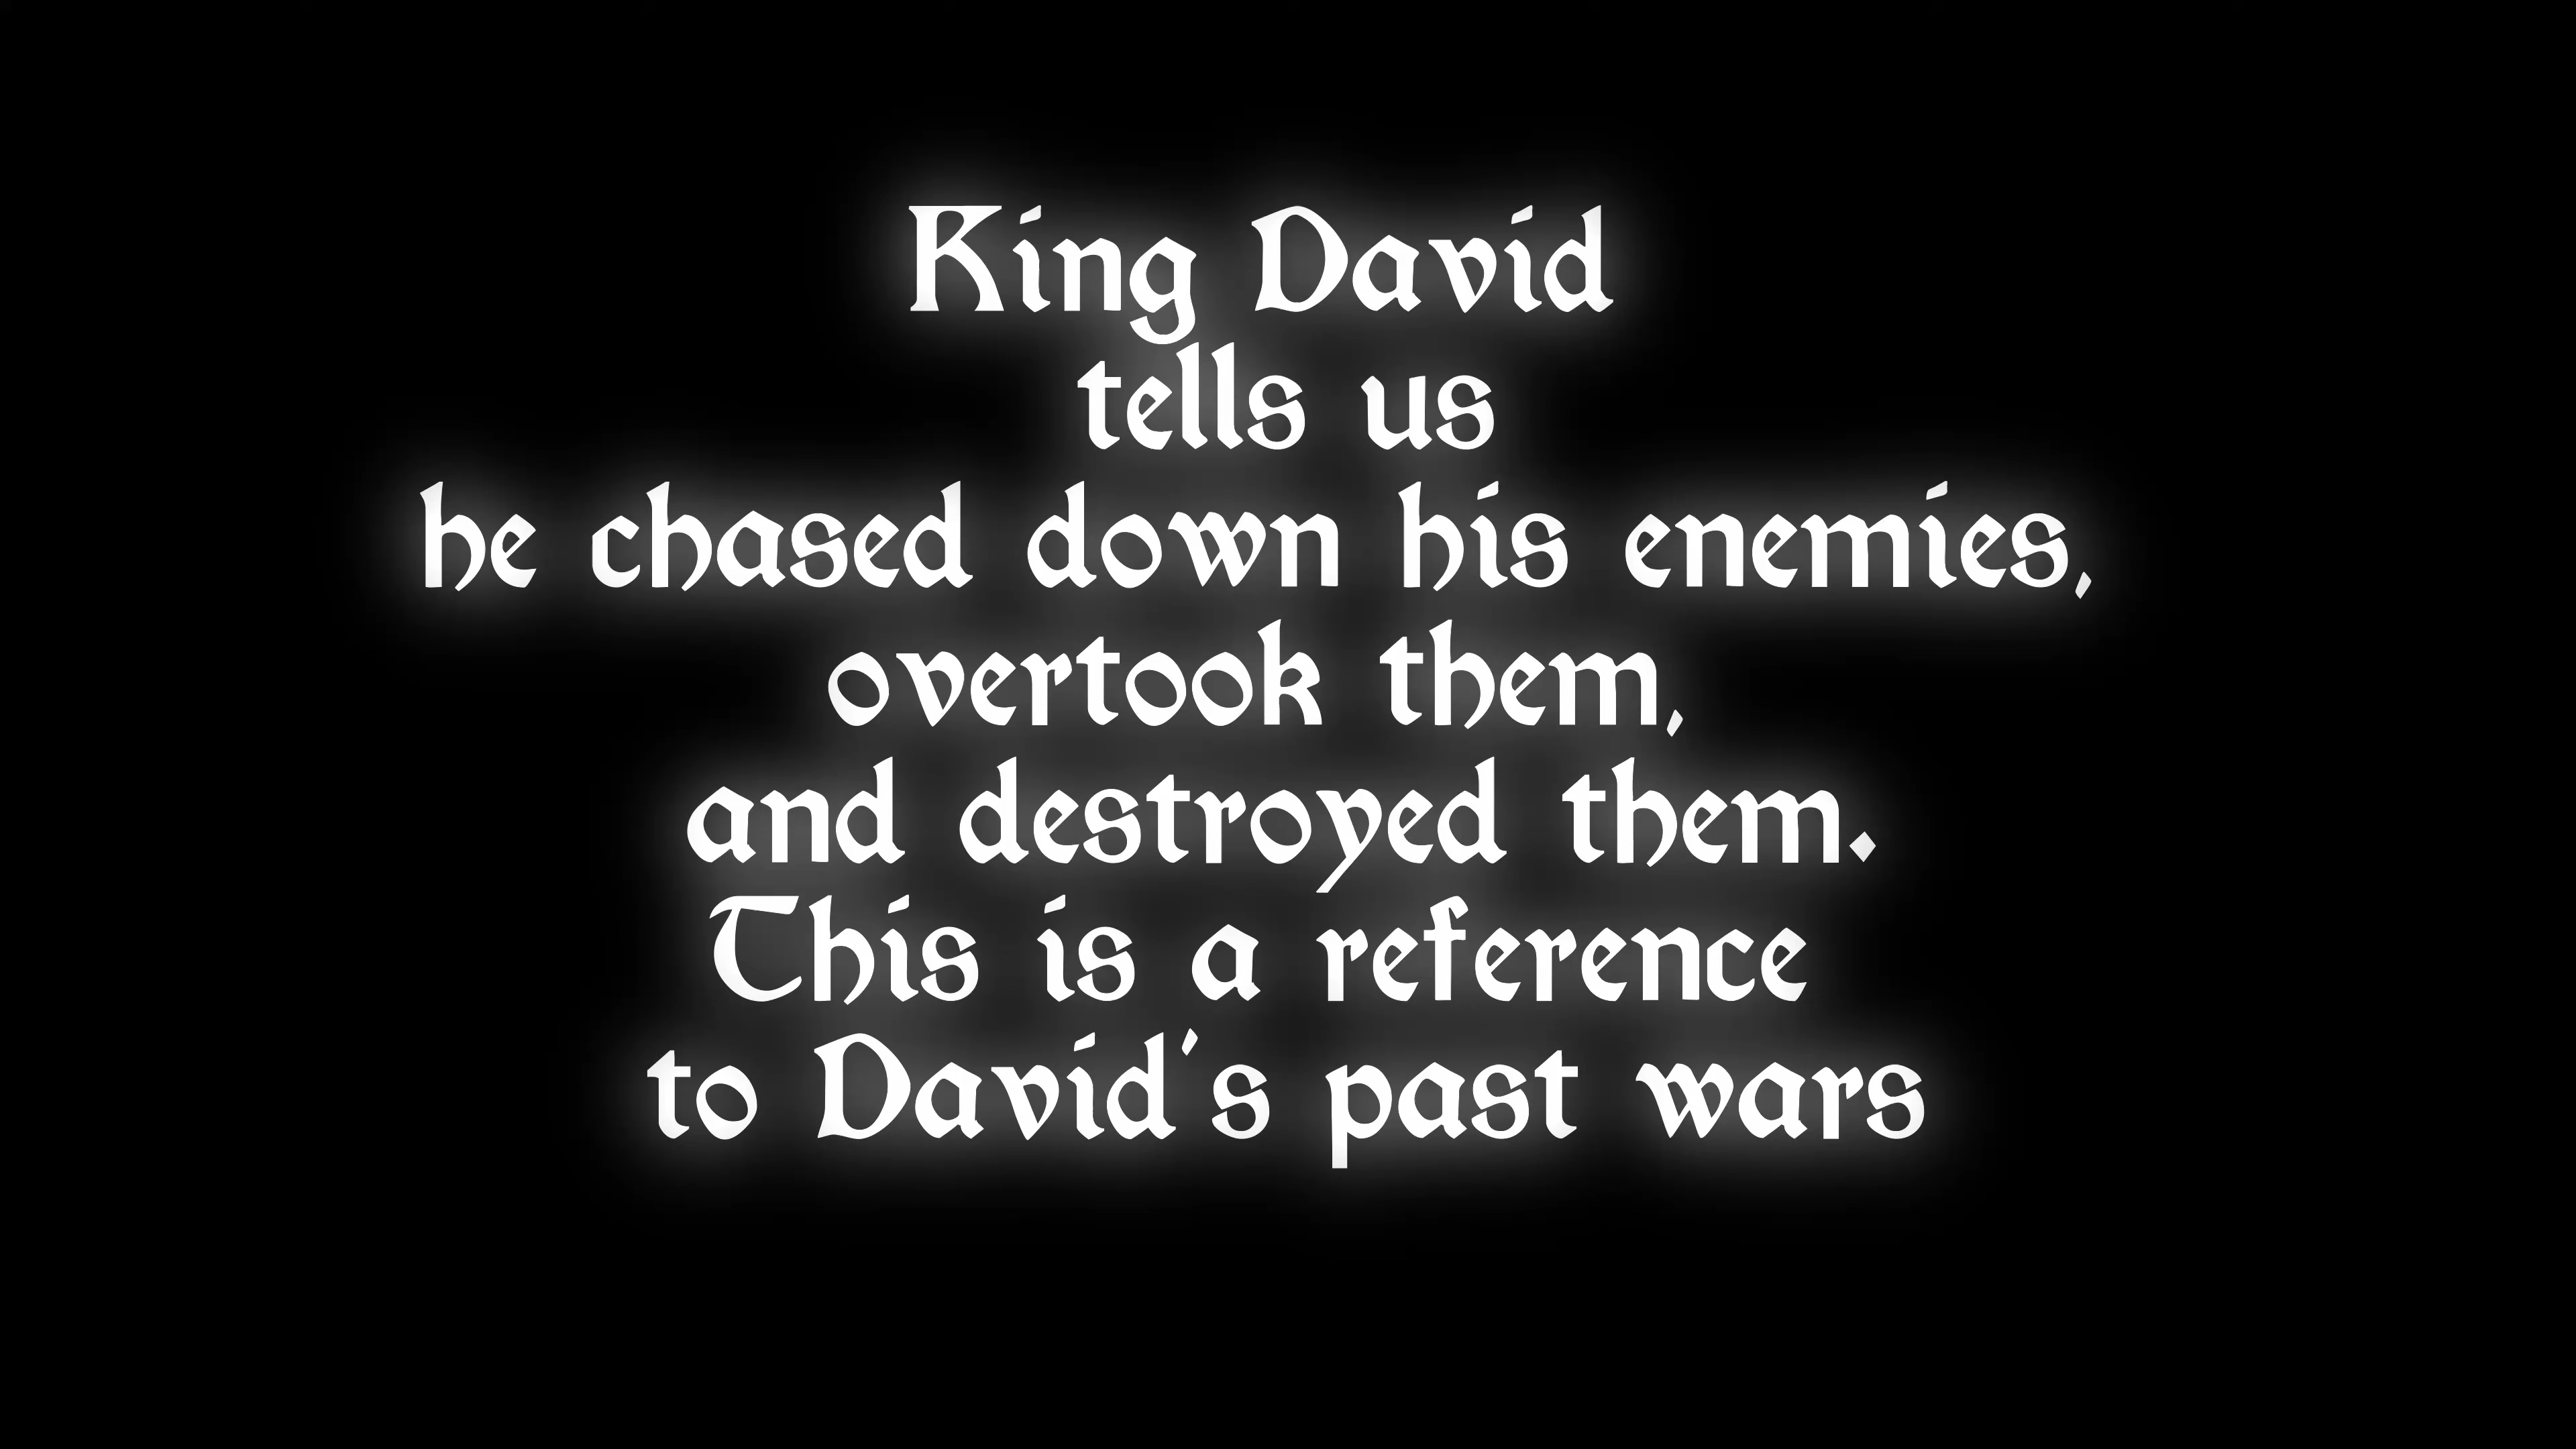 King David
tells us
he chased down his enemies,
overtook them,
and destroyed them.
This is a reference
to David's past wars